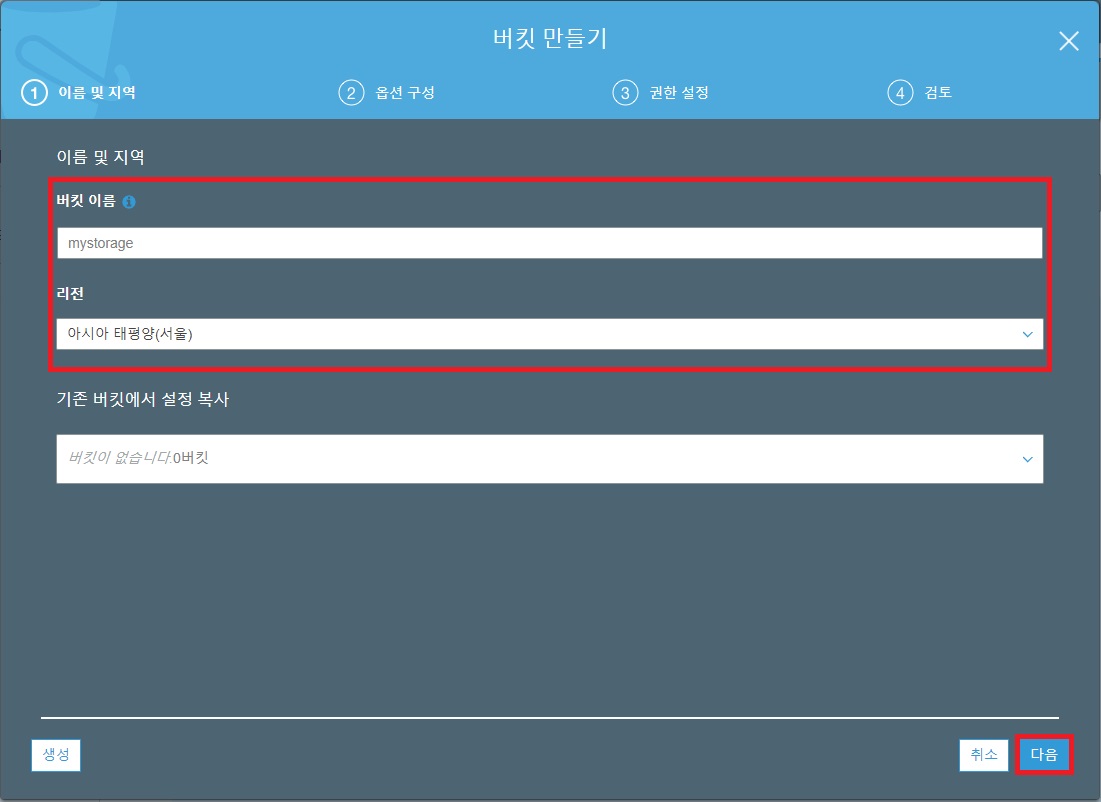 버킷 만들기
1 이름 및 지역 2 옵션 구성 3 권한 설정 4 검토
이름 및 지역
버킷 이름
mystorage
리전
아시아 태평양(서울)
기존 버킷에서 설정 복사
버킷이 없습니다.0버킷
생성 취소 다음